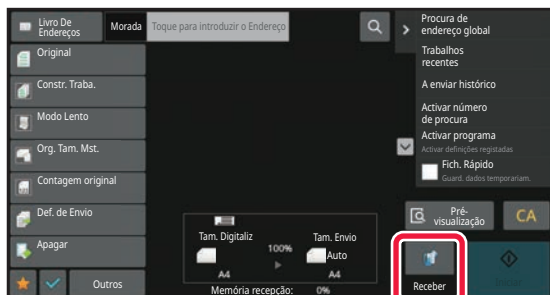 Livro De
Endereços
Morada
Toque para introduzir o Endereço
Original
Constr. Traba.
Modo Lento
Org. Tam. Mst.
Contagem original
Def. de Envio
Apagar
Outros
Tam. Digitaliz
100%
Tam. Envio
Auto
A4
A4
Memória recepção:
0%
Procura de
endereço global
Trabalhos
recentes
A enviar histórico
Activar número
de procura
Activar programa
Activar definições registadas
Fich. Rápido
Guard. dados temporariam.
Pré-
visualização
CA
Receber